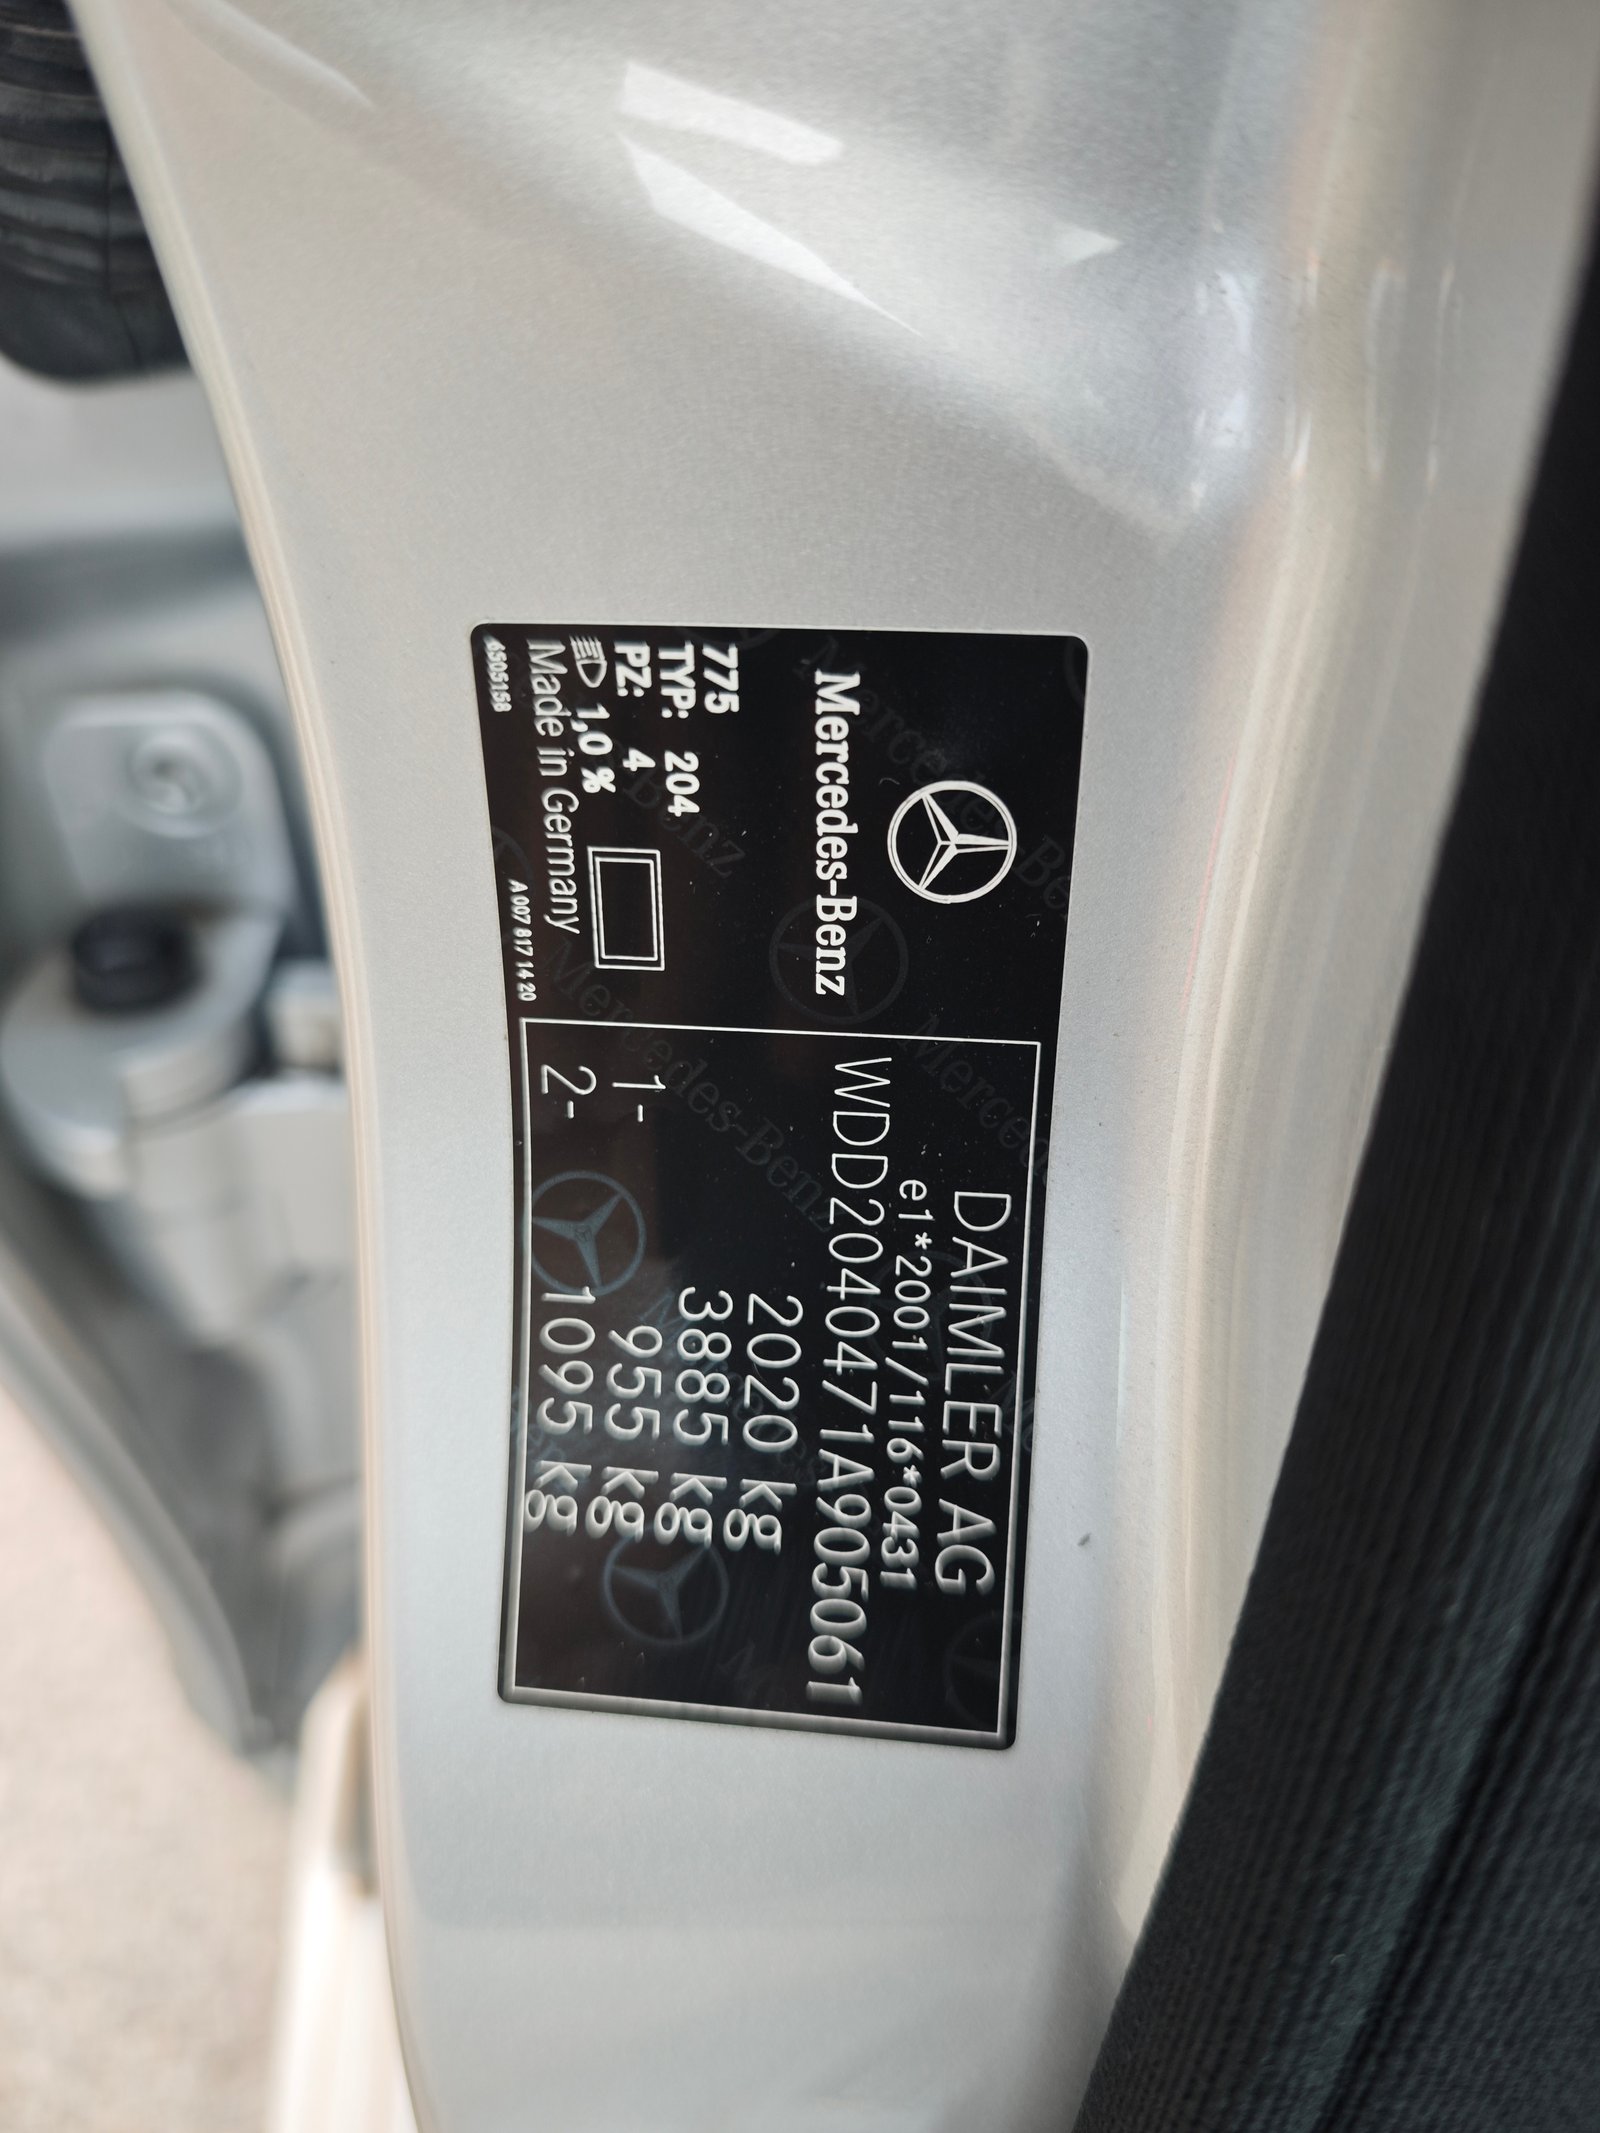 Mercedes-Benz
775
TYP: 204
PZ: 4
1,0 %
Made in Germany
6505156
A 007 817 14 20
DAIMLER AG
e1*2001/116*0431
WDD2040471A905061
2020 kg
3885 kg
1- 955 kg
2- 1095 kg